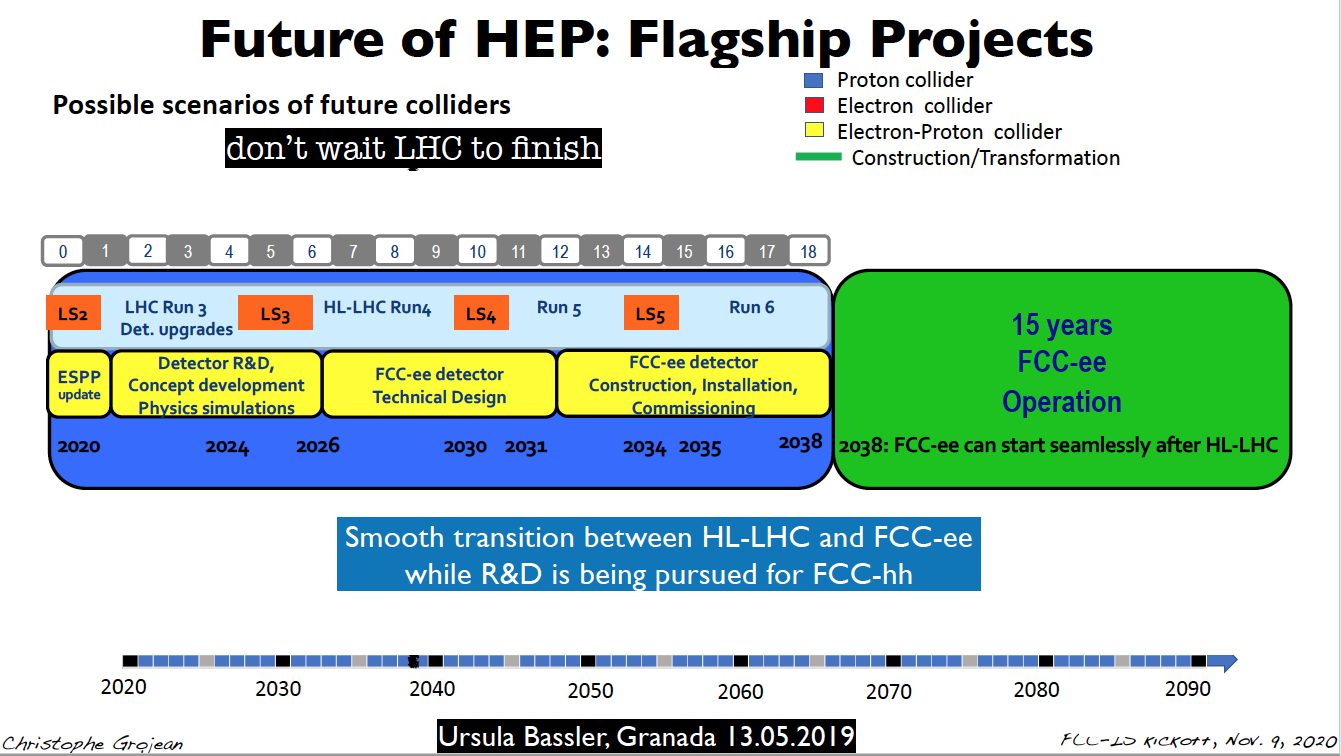 Future of HEP: Flagship Projects
Possible scenarios of future colliders
don't wait LHC to finish
Proton collider
Electron collider
Electron-Proton collider
Construction/Transformation
0 1 2 3 4 5 6 7 8 9 10 11 12 13 14 15 16 17 18
LS2
LHC Run 3
Det. upgrades
LS3
HL-LHC Run4
LS4
Run 5
LS5
Run 6
ESPP
update
Detector R&D,
Concept development
Physics simulations
FCC-ee detector
Technical Design
FCC-ee detector
Construction, Installation,
Commissioning
2020 2024 2026 2030 2031 2034 2035 2038
15 years
FCC-ee
Operation
2038: FCC-ee can start seamlessly after HL-LHC
Smooth transition between HL-LHC and FCC-ee
while R&D is being pursued for FCC-hh
2020 2030 2040 2050 2060 2070 2080 2090
Christophe Grojean
Ursula Bassler, Granada 13.05.2019
Kickoff, Nov. 9, 2020